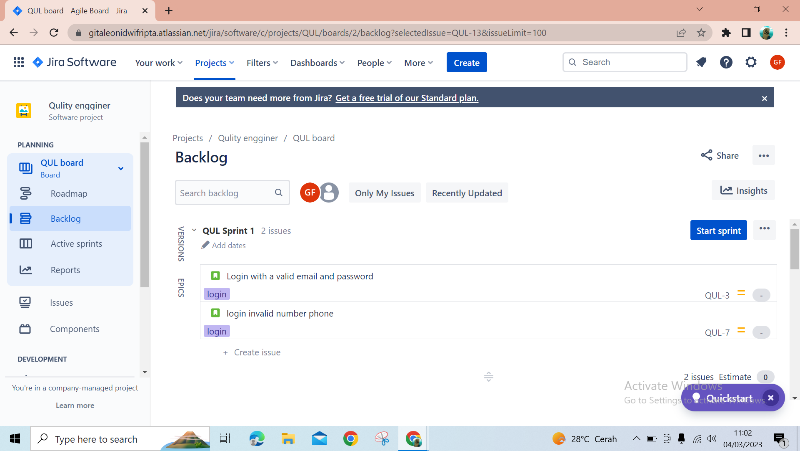 QUL board - Agile Board - Jira
gitaleonidwifripta.atlassian.net/jira/software/c/projects/QUL/boards/2/backlog?selectedIssue=QUL-13&issueLimit=100
Jira Software Your work Projects Filters Dashboards People More Create Search GF
Qulity engginer
Software project
Does your team need more from Jira? Get a free trial of our Standard plan.
PLANNING
QUL board
Board
Roadmap
Backlog
Active sprints
Reports
Issues
Components
DEVELOPMENT
You're in a company-managed project
Learn more
Projects / Qulity engginer / QUL board
Backlog
Share
Search backlog GF Only My Issues Recently Updated Insights
VERSIONS
EPICS
QUL Sprint 1 2 issues Start sprint
Add dates
Login with a valid email and password
login QUL-3 -
login invalid number phone
login QUL-7 -
+ Create issue
2 issues Estimate 0
Activate Windows
Go to Settings
Quickstart
Type here to search
28°C Cerah
11:02
04/03/2023
1